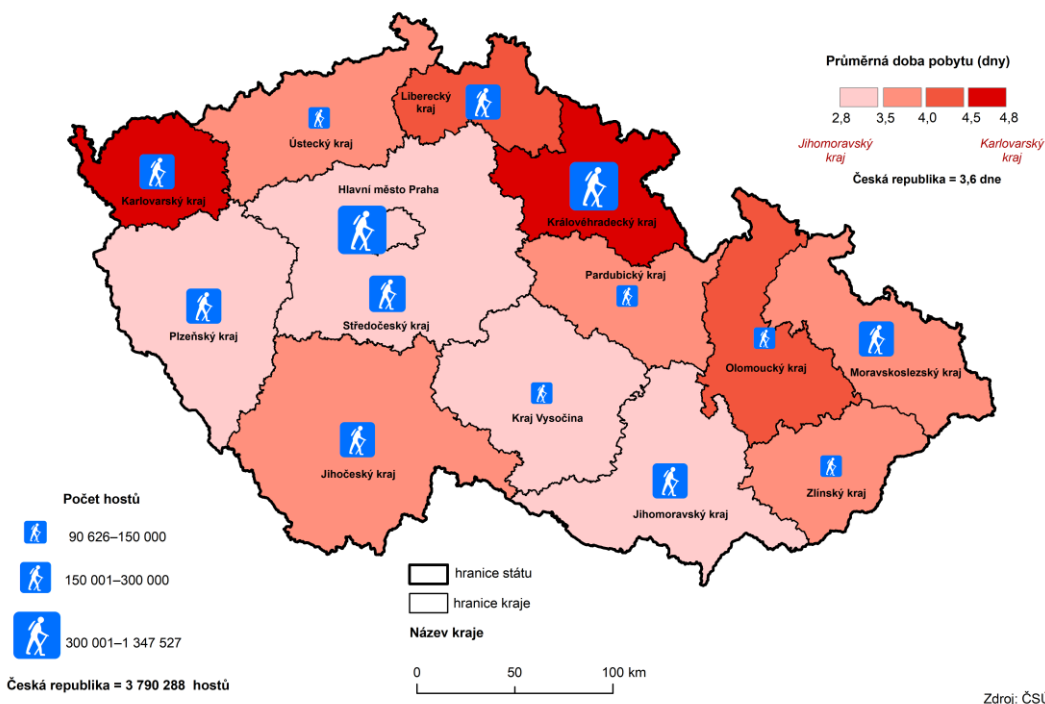 Průměrná doba pobytu (dny)
2,8 3,5 4,0 4,5 4,8
Jihomoravský
kraj
Karlovarský
kraj
Česká republika = 3,6 dne
Liberecký
kraj
Ústecký kraj
Karlovarský kraj
Hlavní město Praha
Královéhradecký kraj
Pardubický kraj
Středočeský kraj
Plzeňský kraj
Olomoucký kraj
Moravskoslezský kraj
Kraj Vysočina
Jihočeský kraj
Zlínský kraj
Jihomoravský kraj
Počet hostů
90 626–150 000
150 001–300 000
300 001–1 347 527
Česká republika = 3 790 288 hostů
hranice státu
hranice kraje
Název kraje
0 50 100 km
Zdroj: ČSÚ